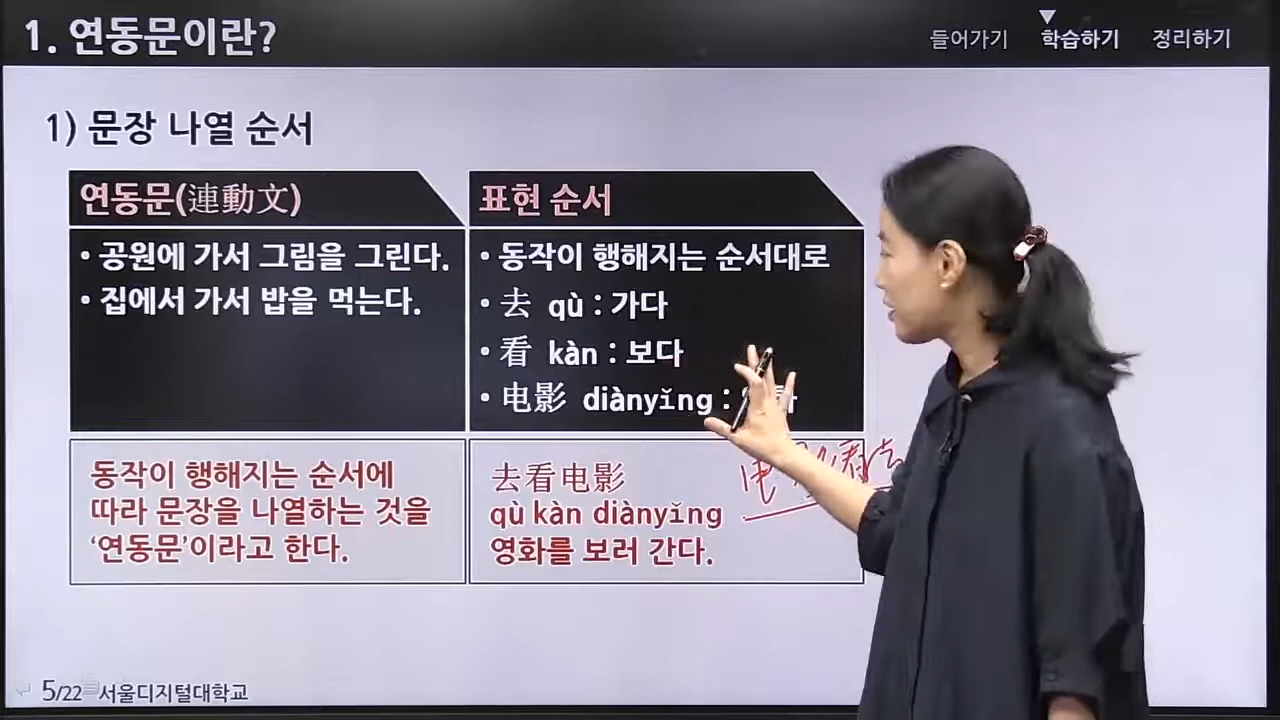 1. 연동문이란?
들어가기 학습하기 정리하기
1) 문장 나열 순서
연동문(連動文)
• 공원에 가서 그림을 그린다.
• 집에서 가서 밥을 먹는다.
동작이 행해지는 순서에
따라 문장을 나열하는 것을
‘연동문’이라고 한다.
표현 순서
• 동작이 행해지는 순서대로
• 去 qù : 가다
• 看 kàn : 보다
• 电影 diànyǐng :
去看电影
qù kàn diànyǐng
영화를 보러 간다.
电 看去
5/22 서울디지털대학교